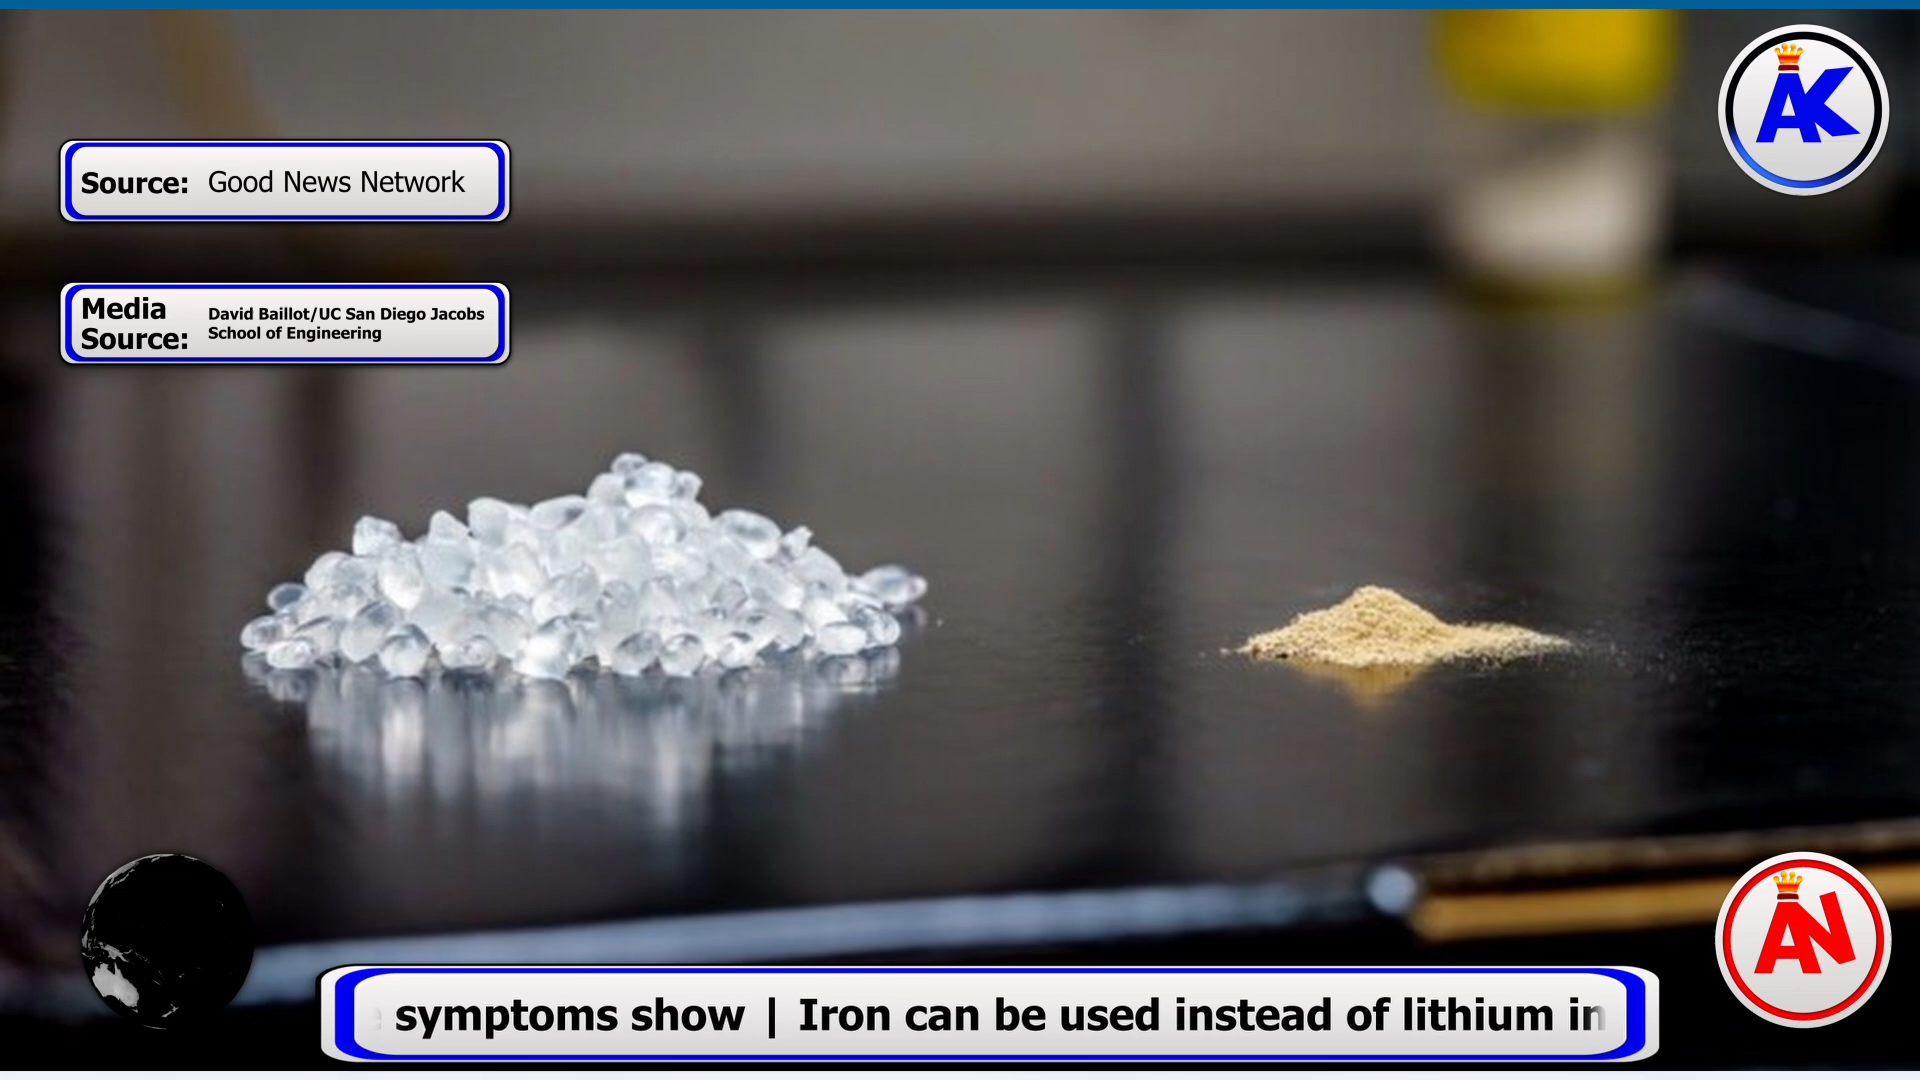 AK
Source: Good News Network
Media Source: David Baillot/UC San Diego Jacobs
School of Engineering
AN
symptoms show | Iron can be used instead of lithium in